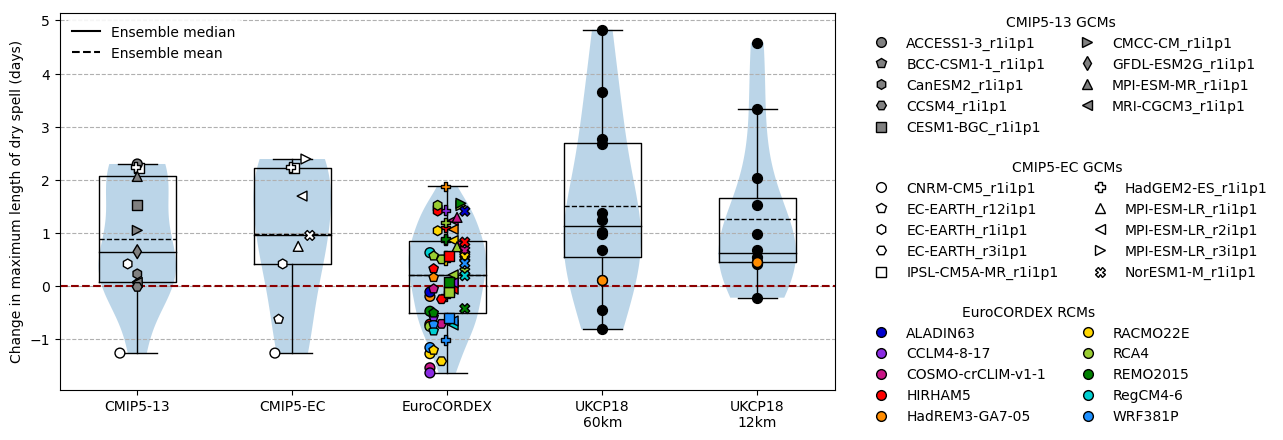 Change in maximum length of dry spell (days)
5
4
3
2
1
0
−1
Ensemble median
Ensemble mean
CMIP5-13
CMIP5-EC
EuroCORDEX
UKCP18
60km
UKCP18
12km
CMIP5-13 GCMs
ACCESS1-3_r1i1p1
BCC-CSM1-1_r1i1p1
CanESM2_r1i1p1
CCSM4_r1i1p1
CESM1-BGC_r1i1p1
CMCC-CM_r1i1p1
GFDL-ESM2G_r1i1p1
MPI-ESM-MR_r1i1p1
MRI-CGCM3_r1i1p1
CMIP5-EC GCMs
CNRM-CM5_r1i1p1
EC-EARTH_r12i1p1
EC-EARTH_r1i1p1
EC-EARTH_r3i1p1
IPSL-CM5A-MR_r1i1p1
HadGEM2-ES_r1i1p1
MPI-ESM-LR_r1i1p1
MPI-ESM-LR_r2i1p1
MPI-ESM-LR_r3i1p1
NorESM1-M_r1i1p1
EuroCORDEX RCMs
ALADIN63
CCLM4-8-17
COSMO-crCLIM-v1-1
HIRHAM5
HadREM3-GA7-05
RACMO22E
RCA4
REMO2015
RegCM4-6
WRF381P